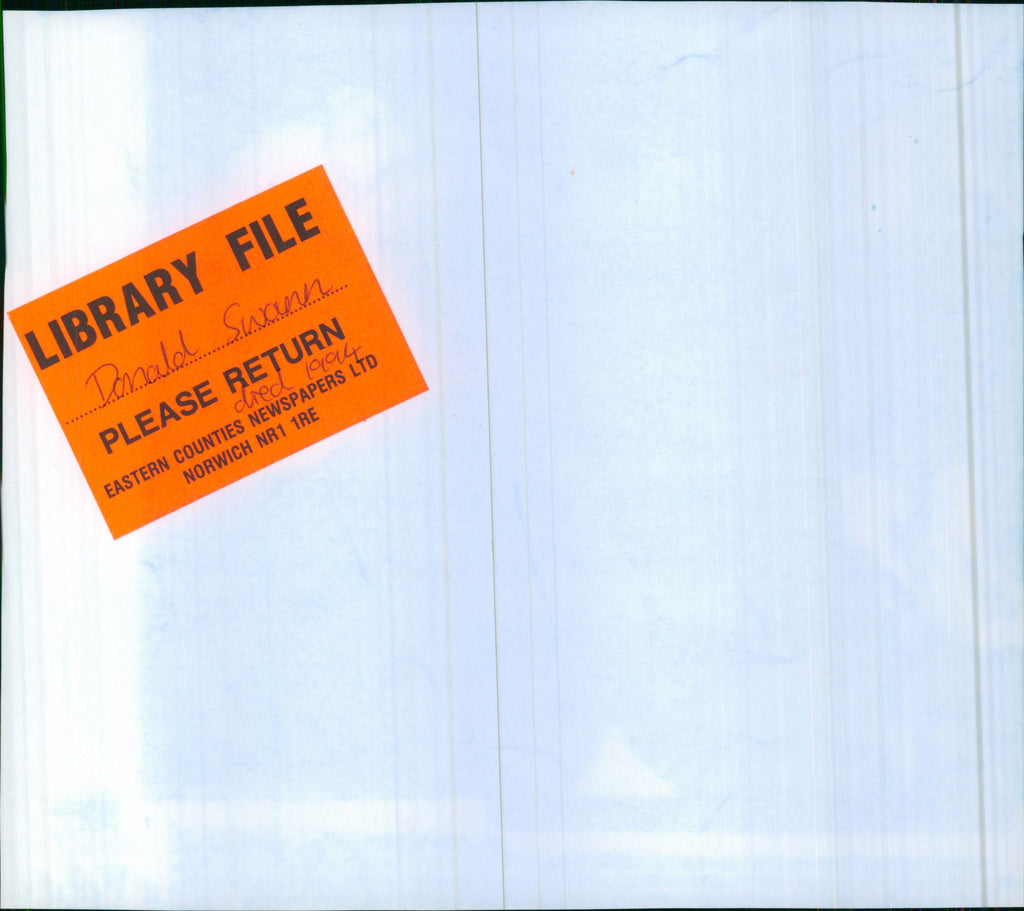 LIBRARY FILE
Donald Swann
PLEASE RETURN
died 1994
EASTERN COUNTIES NEWSPAPERS LTD
NORWICH NR1 1RE